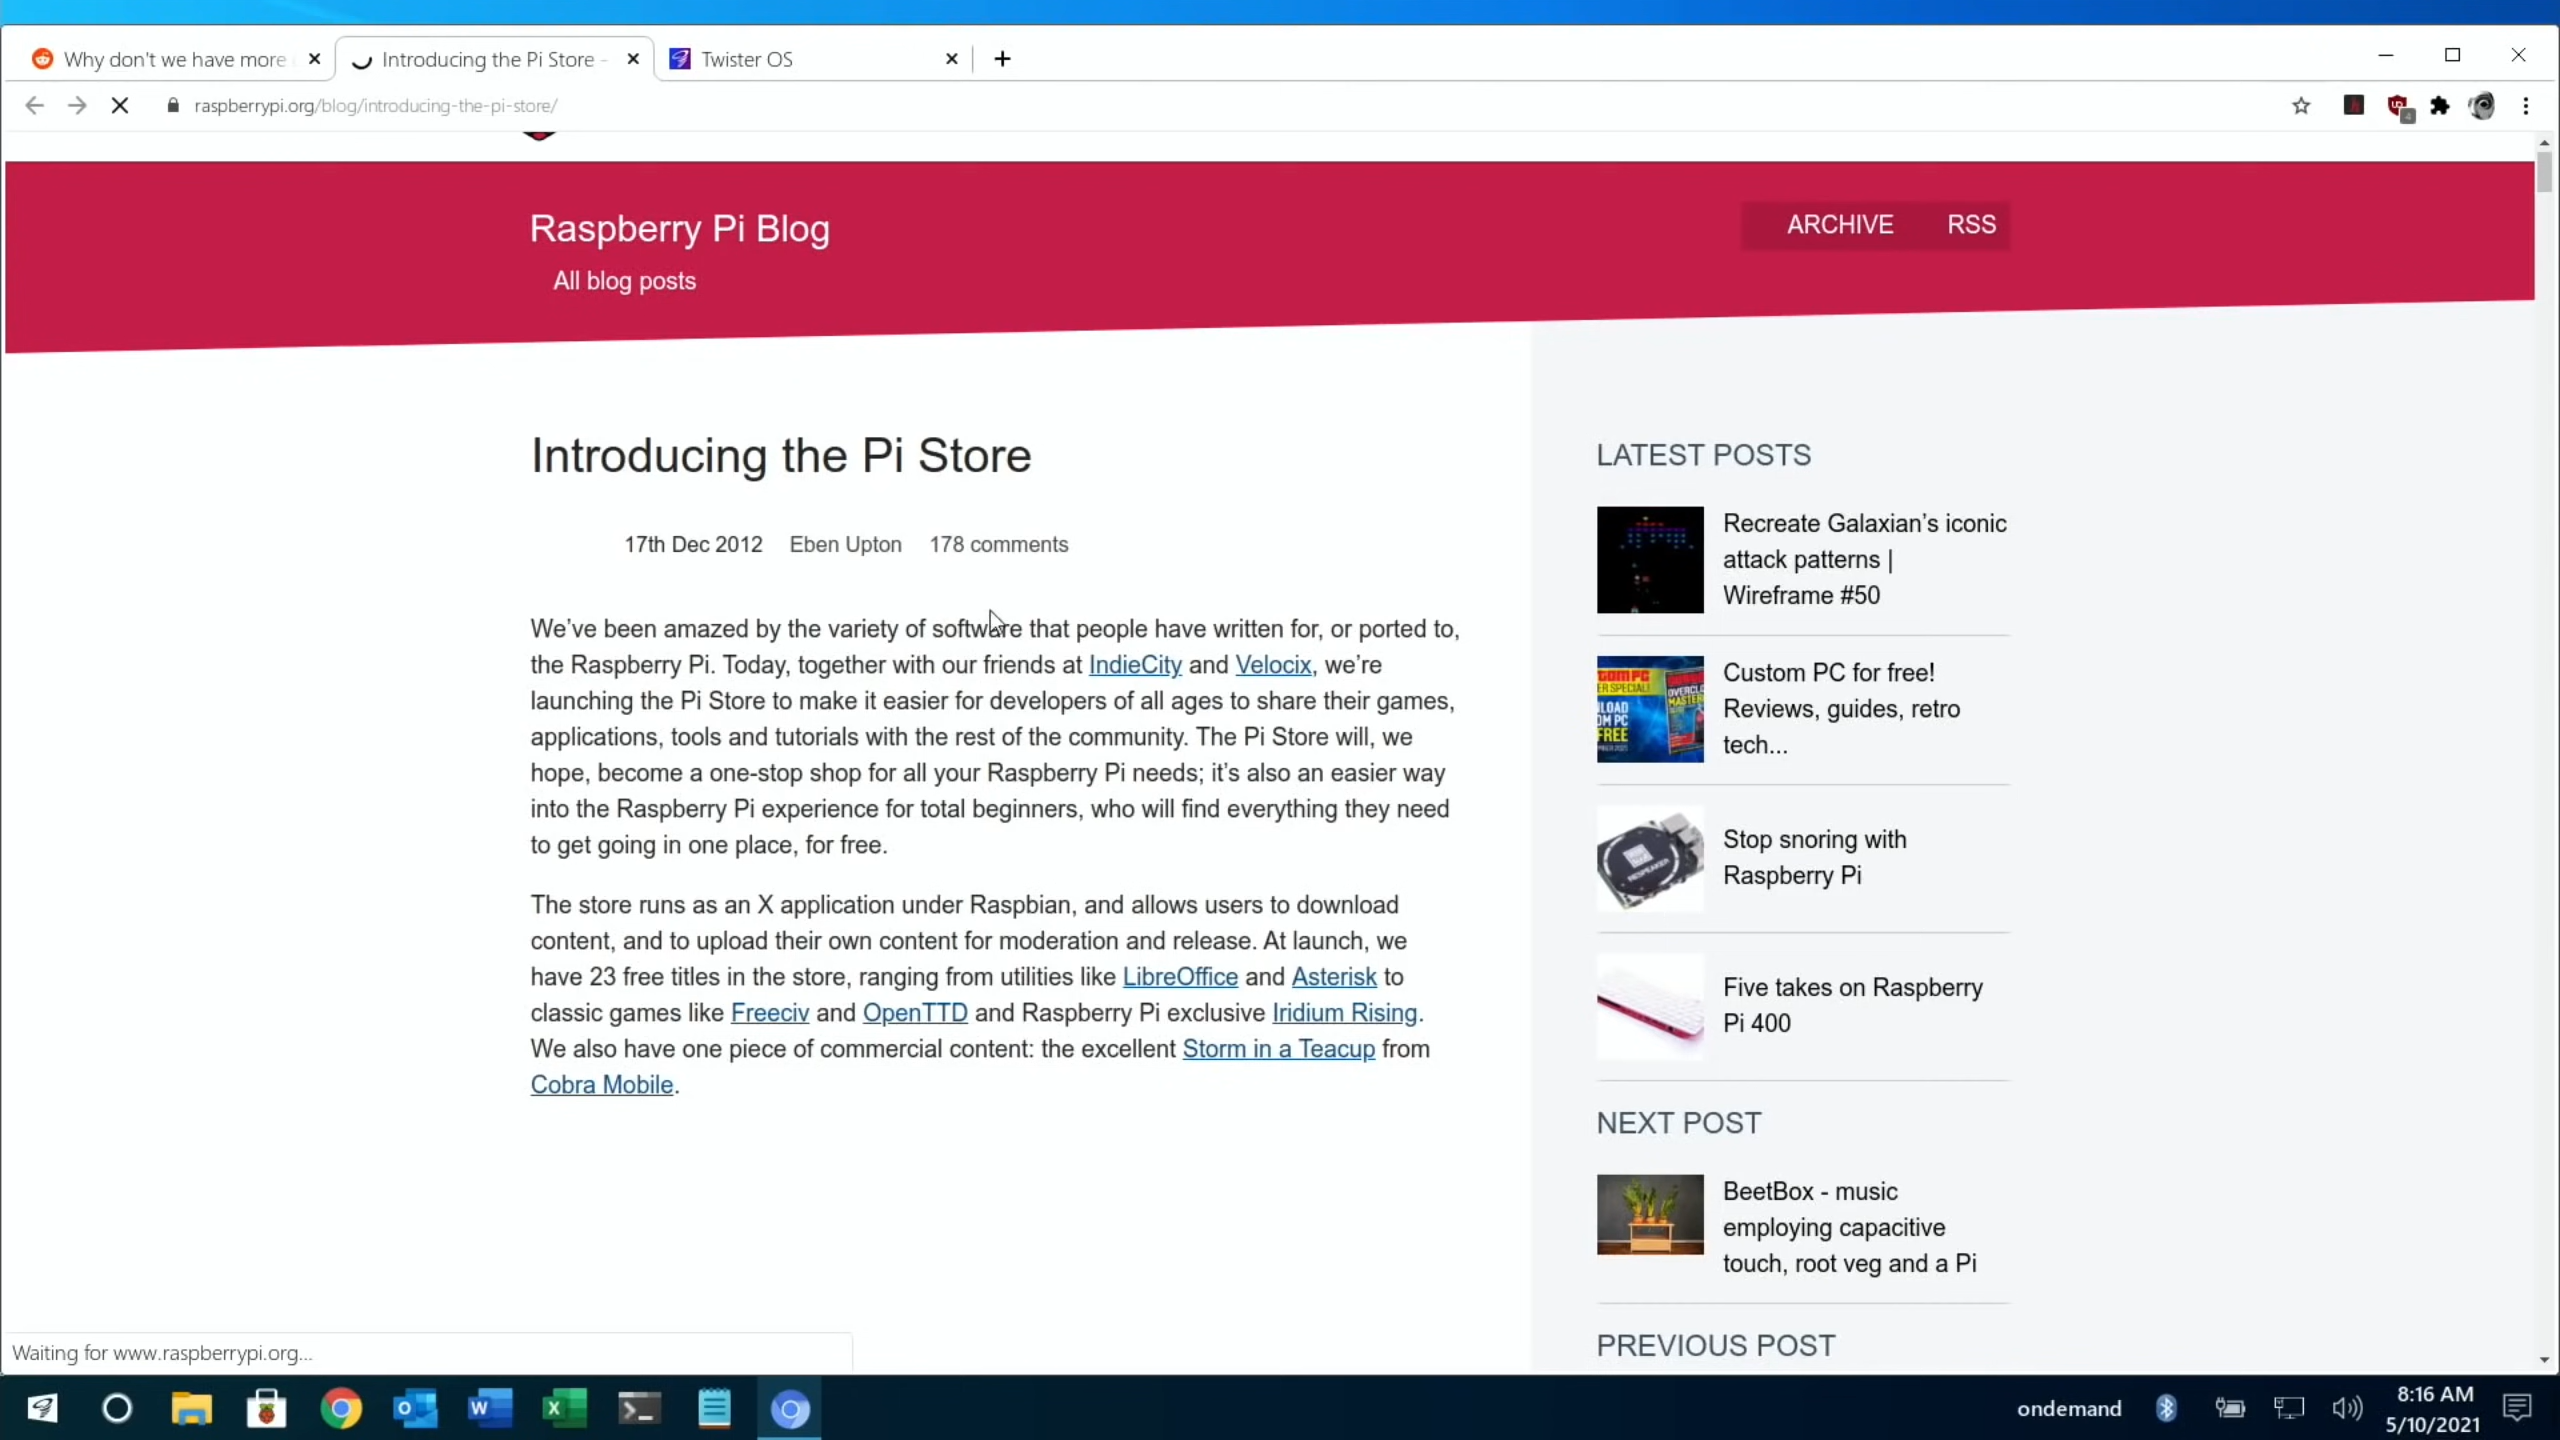 Why don't we have more
Introducing the Pi Store -
Twister OS
raspberrypi.org/blog/introducing-the-pi-store/
4
Raspberry Pi Blog
ARCHIVE
RSS
All blog posts
Introducing the Pi Store
17th Dec 2012 Eben Upton 178 comments
We've been amazed by the variety of software that people have written for, or ported to,
the Raspberry Pi. Today, together with our friends at IndieCity and Velocix, we're
launching the Pi Store to make it easier for developers of all ages to share their games,
applications, tools and tutorials with the rest of the community. The Pi Store will, we
hope, become a one-stop shop for all your Raspberry Pi needs; it's also an easier way
into the Raspberry Pi experience for total beginners, who will find everything they need
to get going in one place, for free.
The store runs as an X application under Raspbian, and allows users to download
content, and to upload their own content for moderation and release. At launch, we
have 23 free titles in the store, ranging from utilities like LibreOffice and Asterisk to
classic games like Freeciv and OpenTTD and Raspberry Pi exclusive Iridium Rising.
We also have one piece of commercial content: the excellent Storm in a Teacup from
Cobra Mobile.
LATEST POSTS
Recreate Galaxian's iconic
attack patterns |
Wireframe #50
Custom PC for free!
Reviews, guides, retro
tech...
Stop snoring with
Raspberry Pi
Five takes on Raspberry
Pi 400
NEXT POST
BeetBox - music
employing capacitive
touch, root veg and a Pi
PREVIOUS POST
Waiting for www.raspberrypi.org...
ondemand
8:16 AM
5/10/2021